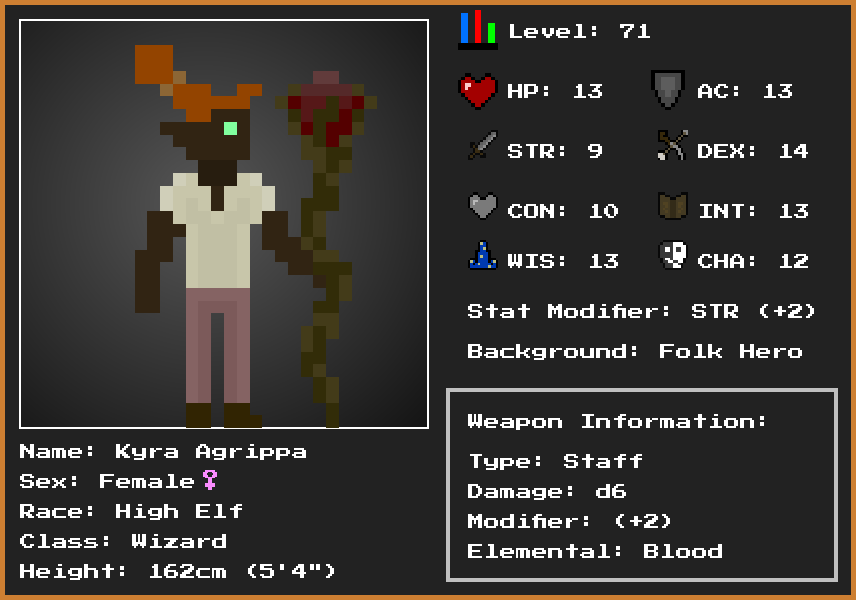 Level: 71
HP: 13 AC: 13
STR: 9 DEX: 14
CON: 10 INT: 13
WIS: 13 CHA: 12
Stat Modifier: STR (+2)
Background: Folk Hero
Weapon Information:
Type: Staff
Damage: d6
Modifier: (+2)
Elemental: Blood
Name: Kyra Agrippa
Sex: Female♀
Race: High Elf
Class: Wizard
Height: 162cm (5'4")